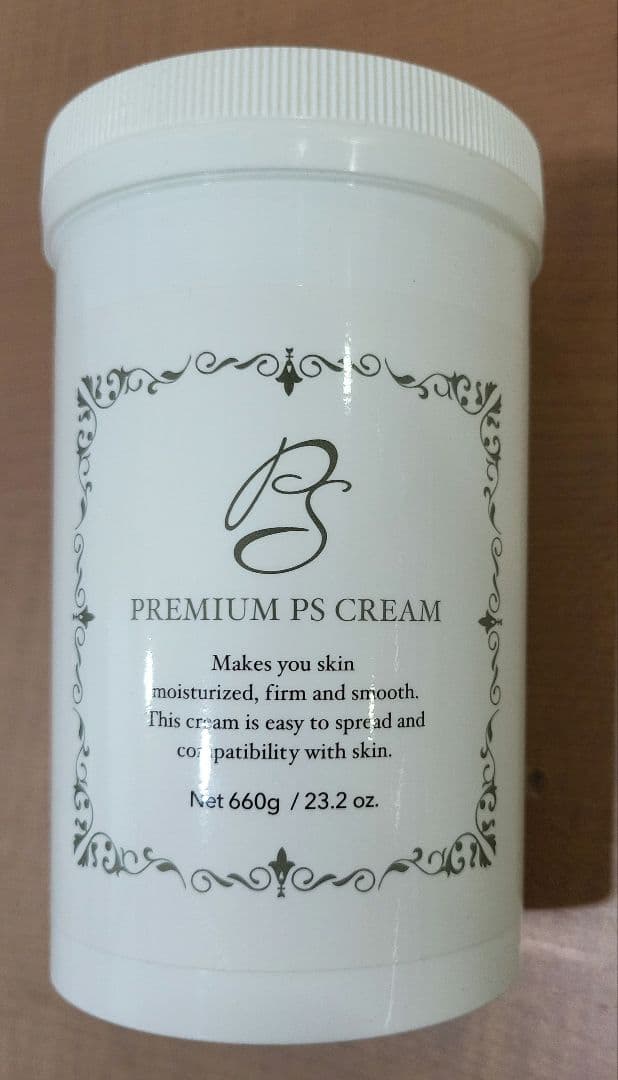 PS
PREMIUM PS CREAM
Makes you skin
moisturized, firm and smooth.
This cream is easy to spread and
compatibility with skin.
Net 660g / 23.2 oz.